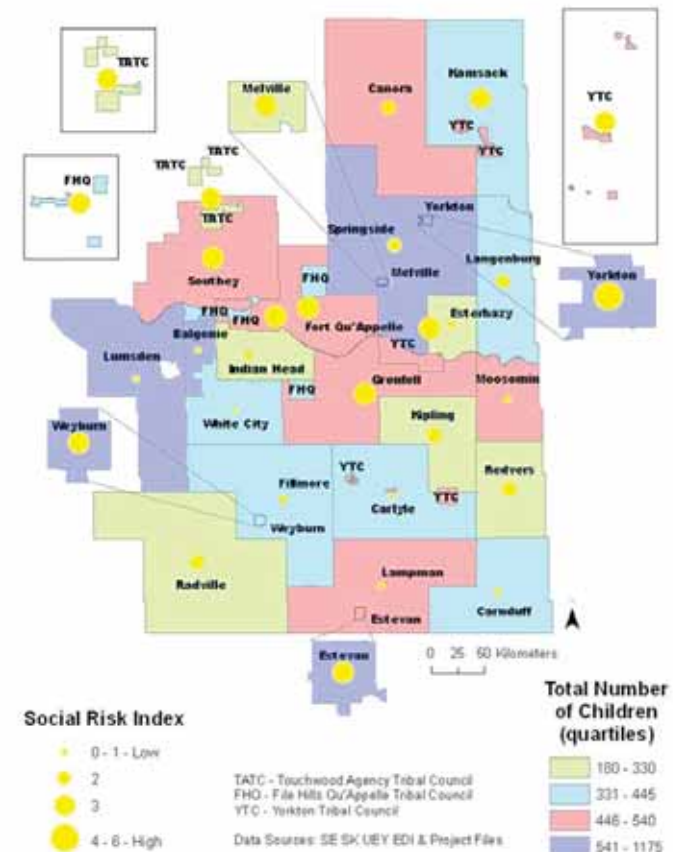 TATC
Melville
Canora
Kamsack
YTC
YTC
YTC
FHQ
TATC
TATC
TATC
Springside
Yorkton
Southey
FHQ
Melville
Langenburg
Yorkton
FHQ
FHQ
Fort Qu'Appelle
Esterhazy
Balgonie
YTC
Lumsden
Indian Head
Grenfell
Moosomin
FHQ
Kipling
White City
Weyburn
Redvers
YTC
Fillmore
YTC
Carlyle
Weyburn
Radville
Lampman
Carnduff
Estevan
Estevan
0 25 50 Kilometers
Social Risk Index
0 - 1 - Low
2
3
4 - 6 - High
TATC - Touchwood Agency Tribal Council
FHQ - File Hills Qu'Appelle Tribal Council
YTC - Yorkton Tribal Council
Data Sources: SE SK UEY EDI & Project Files
Total Number
of Children
(quartiles)
180 - 330
331 - 445
446 - 540
541 - 1175